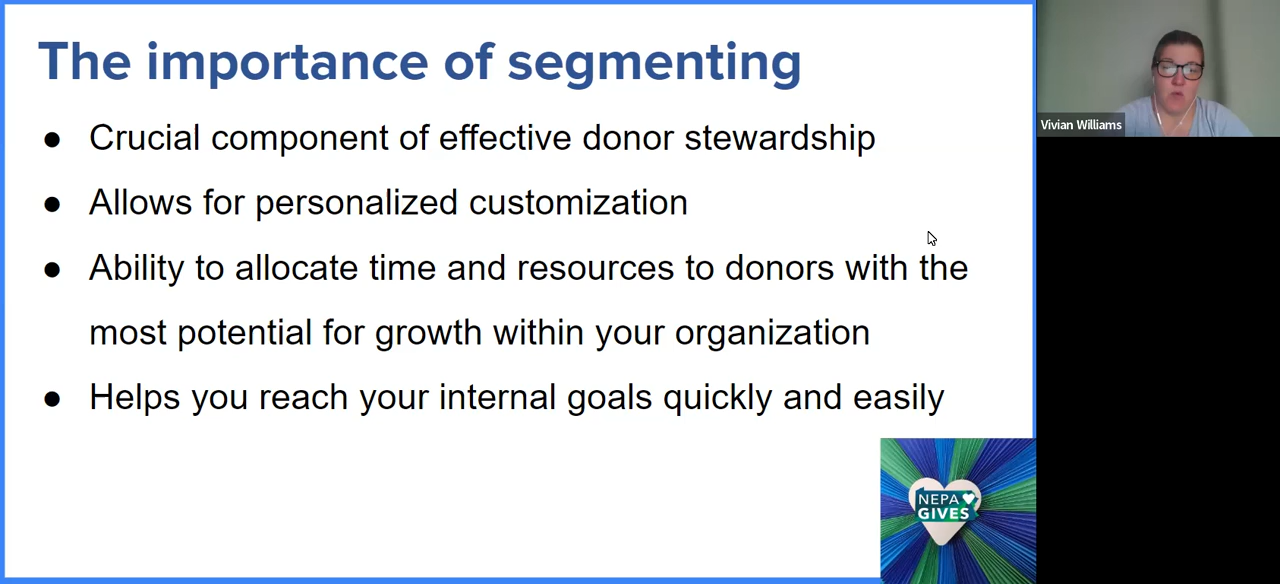 The importance of segmenting
● Crucial component of effective donor stewardship
● Allows for personalized customization
● Ability to allocate time and resources to donors with the
most potential for growth within your organization
● Helps you reach your internal goals quickly and easily
Vivian Williams
NEPA
GIVES